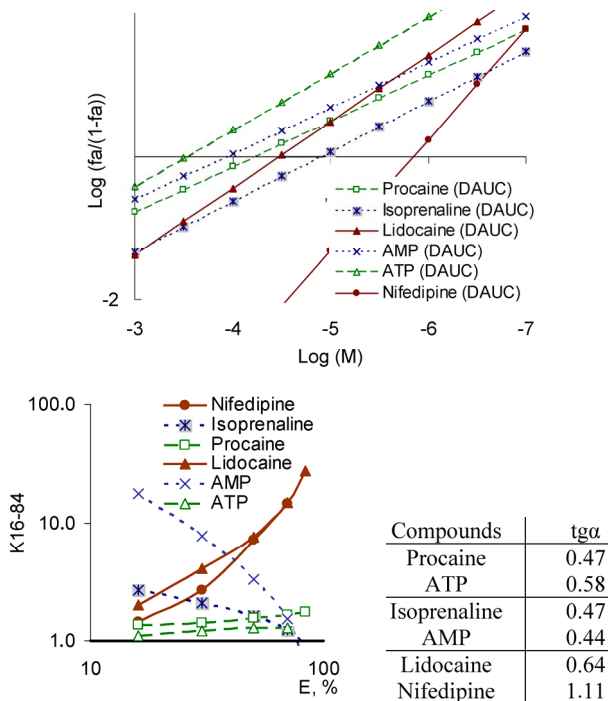 Log (fa/(1-fa))
Procaine (DAUC)
Isoprenaline (DAUC)
Lidocaine (DAUC)
AMP (DAUC)
ATP (DAUC)
Nifedipine (DAUC)
-2
-3 -4 -5 -6 -7
Log (M)
100.0
10.0
1.0
K16-84
Nifedipine
Isoprenaline
Procaine
Lidocaine
AMP
ATP
10 100
E, %
Compounds tgα
Procaine 0.47
ATP 0.58
Isoprenaline 0.47
AMP 0.44
Lidocaine 0.64
Nifedipine 1.11